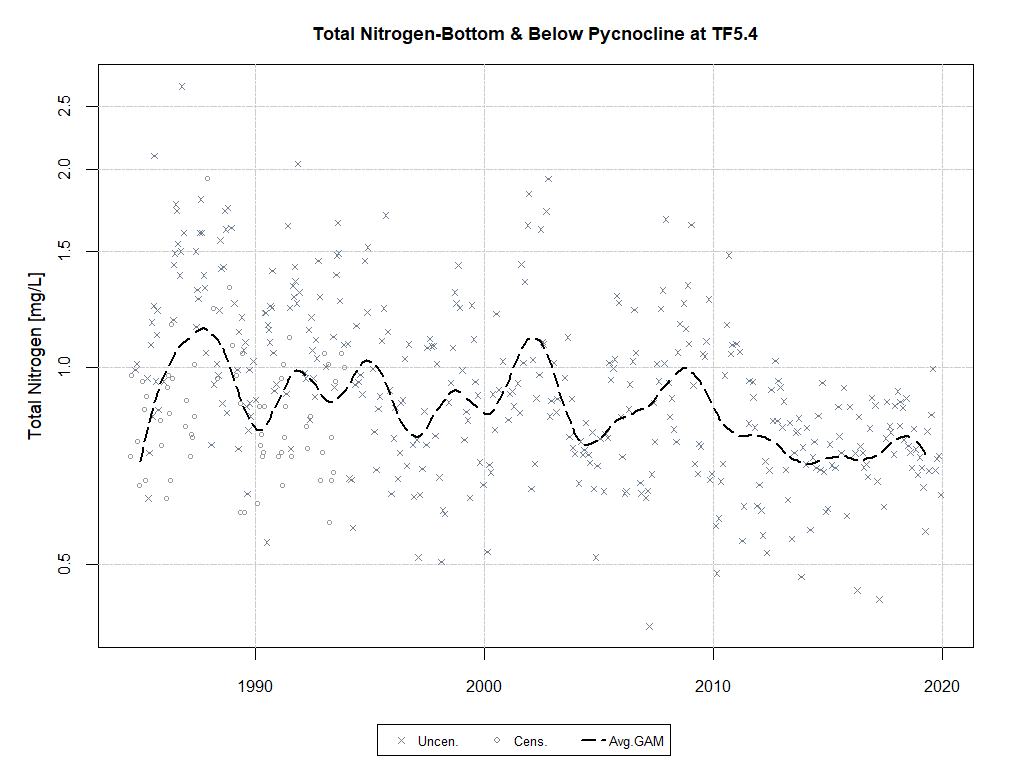 Total Nitrogen-Bottom & Below Pycnocline at TF5.4
Total Nitrogen [mg/L]
2.5
2.0
1.5
1.0
0.5
1990 2000 2010 2020
Uncen. Cens. Avg.GAM